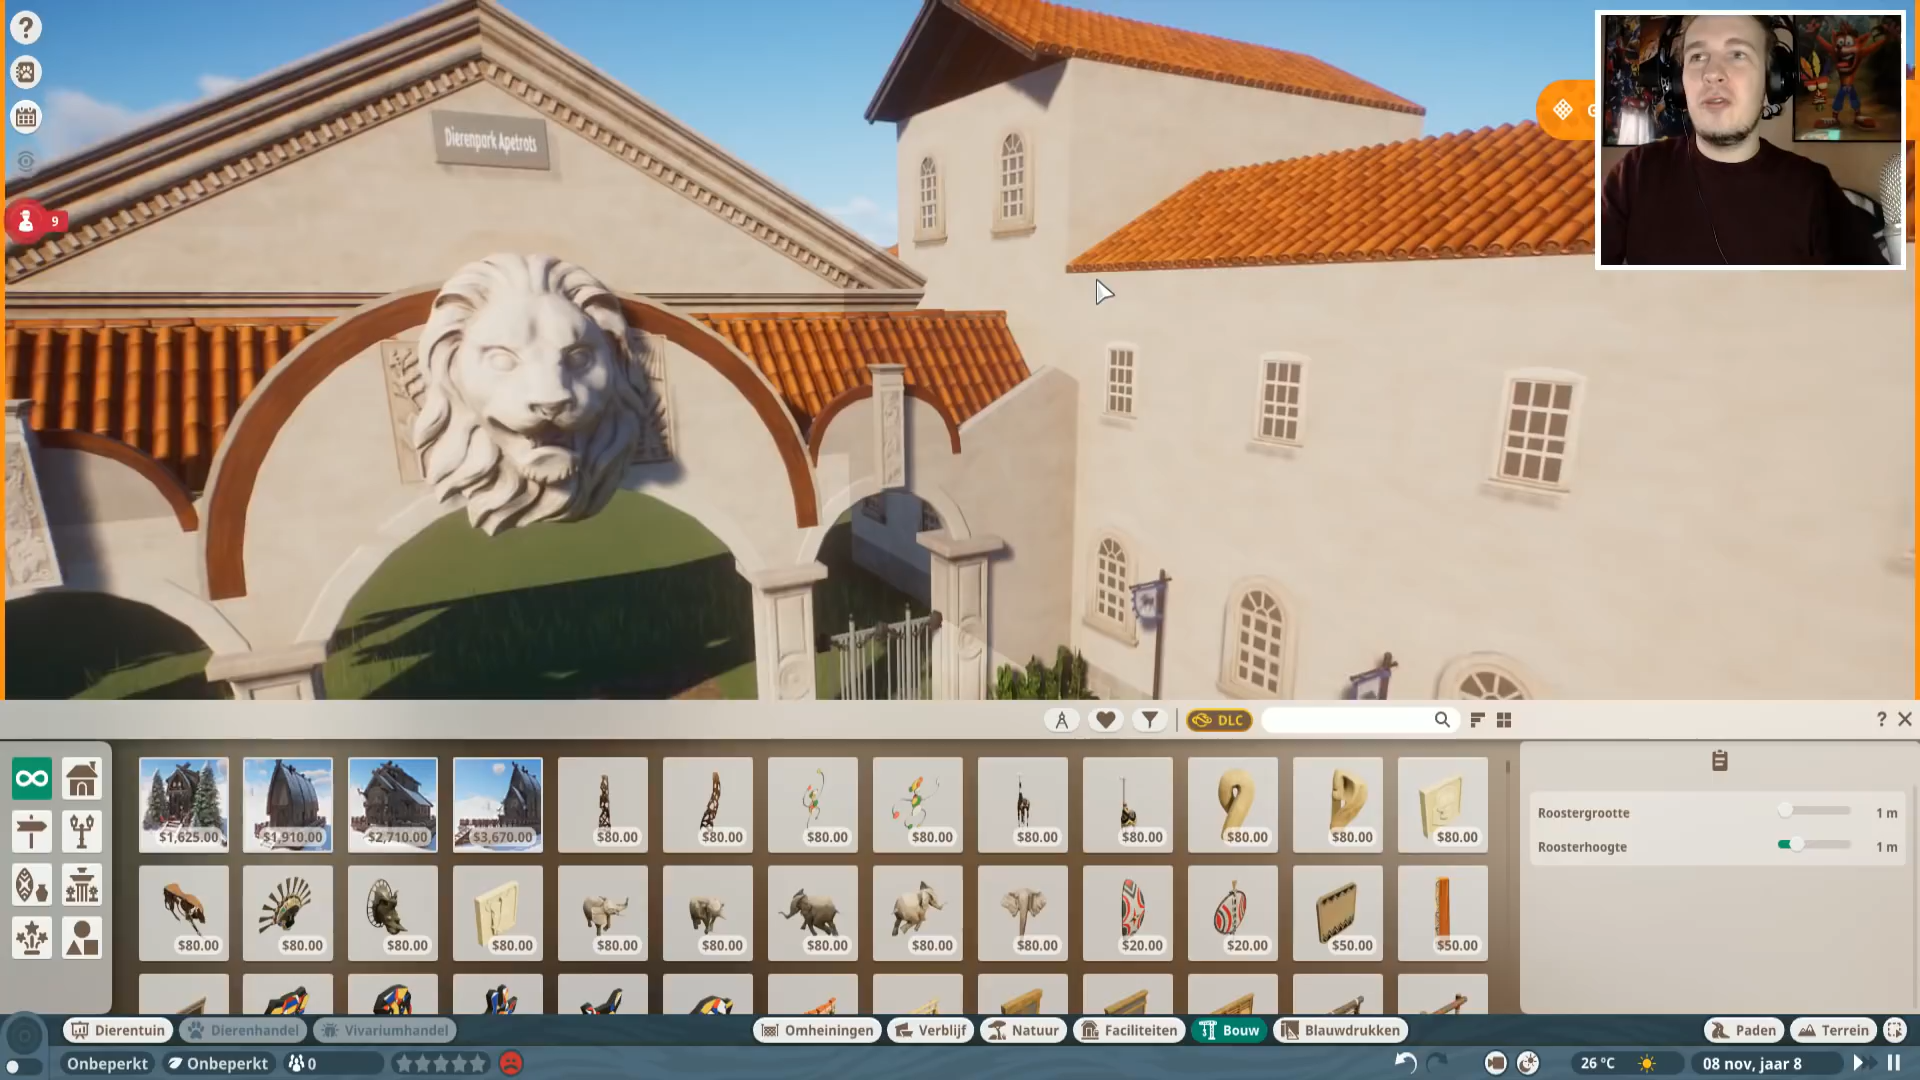 Dierenpark Apetrots
9
DLC
$1,625.00
$1,910.00
$2,710.00
$3,670.00
$80.00
$80.00
$80.00
$80.00
$80.00
$80.00
$80.00
$80.00
$80.00
Roostergrootte
1 m
Roosterhoogte
1 m
$80.00
$80.00
$80.00
$80.00
$80.00
$80.00
$80.00
$80.00
$80.00
$20.00
$20.00
$50.00
$50.00
Dierentuin
Dierenhandel
Vivariumhandel
Omheiningen
Verblijf
Natuur
Faciliteiten
Bouw
Blauwdrukken
Paden
Terrein
Onbeperkt
Onbeperkt
0
26 °C
08 nov, jaar 8